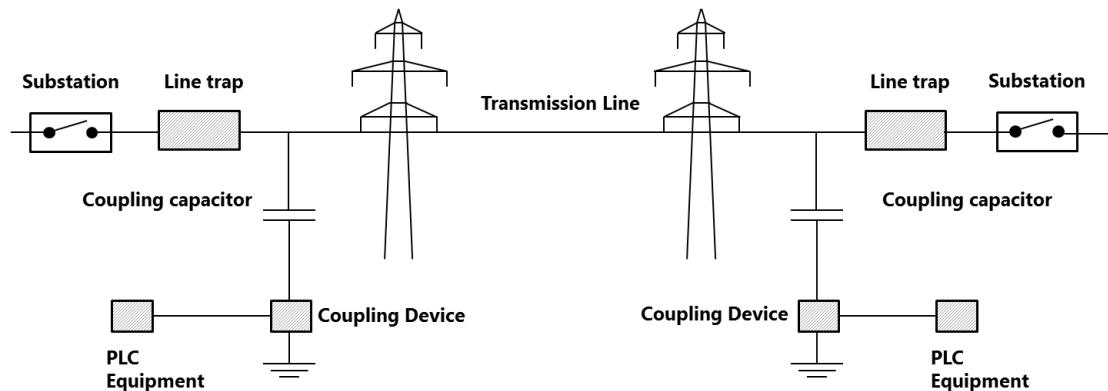 Substation
Line trap
Transmission Line
Line trap
Substation
Coupling capacitor
Coupling capacitor
Coupling Device
Coupling Device
PLC
Equipment
PLC
Equipment